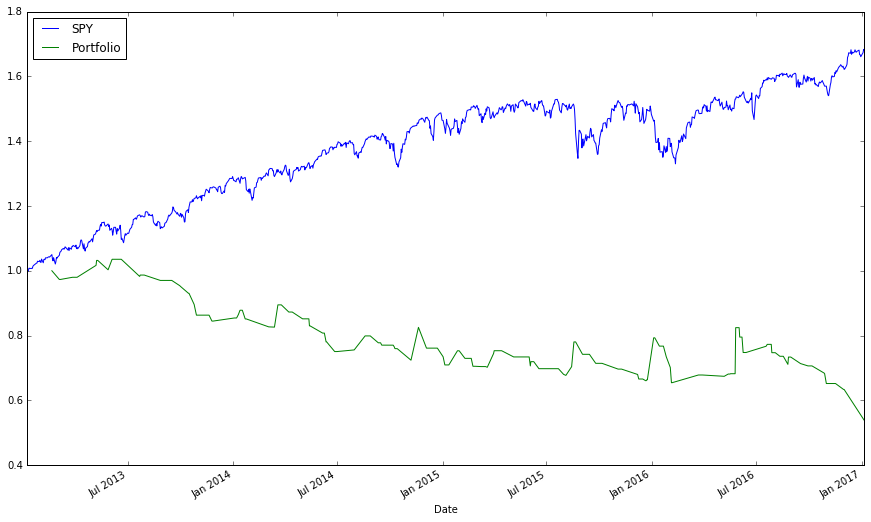 1.8
SPY
Portfolio
1.6
1.4
1.2
1.0
0.8
0.6
0.4
Jul 2013
Jan 2014
Jul 2014
Jan 2015
Jul 2015
Jan 2016
Jul 2016
Jan 2017
Date